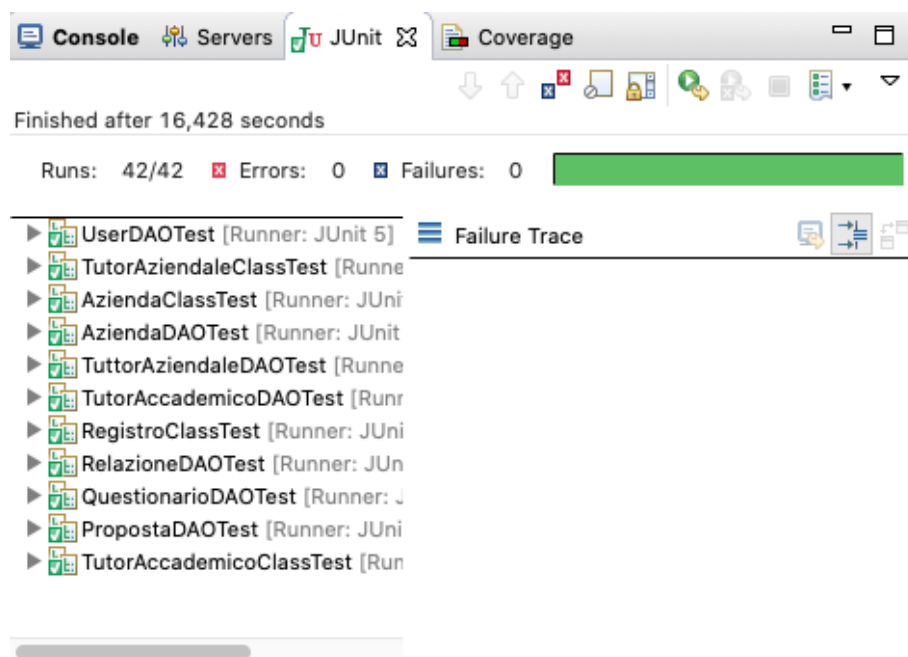 Console Servers JUnit Coverage
Finished after 16,428 seconds
Runs: 42/42 Errors: 0 Failures: 0
UserDAOTest [Runner: JUnit 5]
Failure Trace
TutorAziendaleClassTest [Runne
AziendaClassTest [Runner: JUni
AziendaDAOTest [Runner: JUnit
TuttorAziendaleDAOTest [Runne
TutorAccademicoDAOTest [Runr
RegistroClassTest [Runner: JUni
RelazioneDAOTest [Runner: JUn
QuestionarioDAOTest [Runner: J
PropostaDAOTest [Runner: JUni
TutorAccademicoClassTest [Run